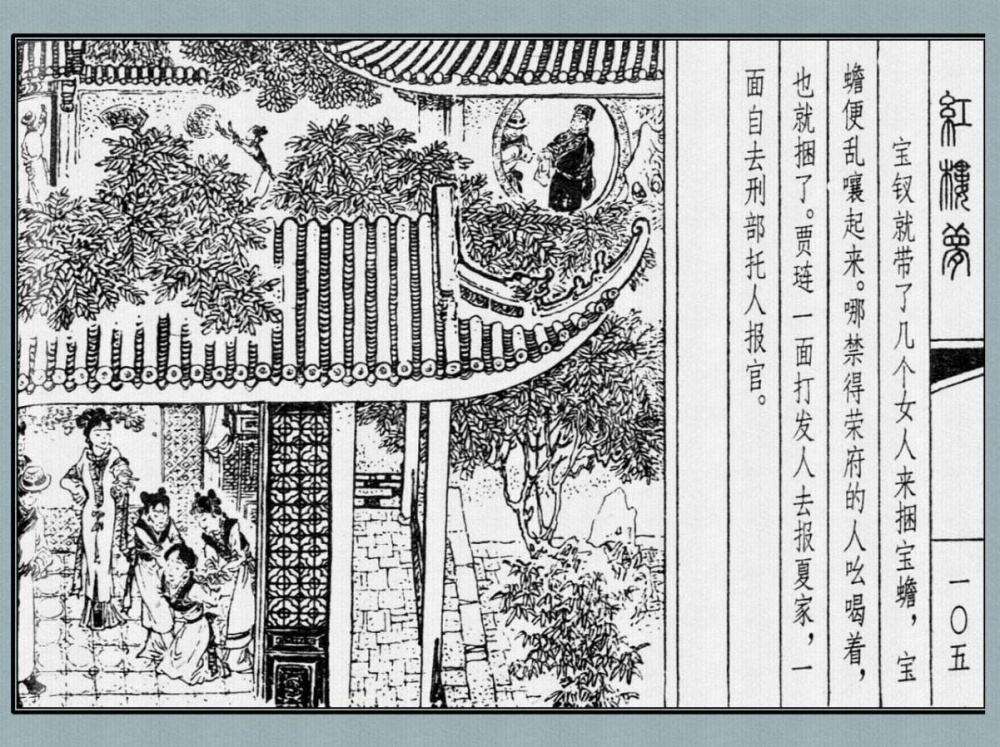 紅樓夢
一〇五
宝钗就带了几个女人来捆宝蟾，宝
蟾便乱嚷起来。哪禁得荣府的人吆喝着，
也就捆了。贾琏一面打发人去报夏家，一
面自去刑部托人报官。